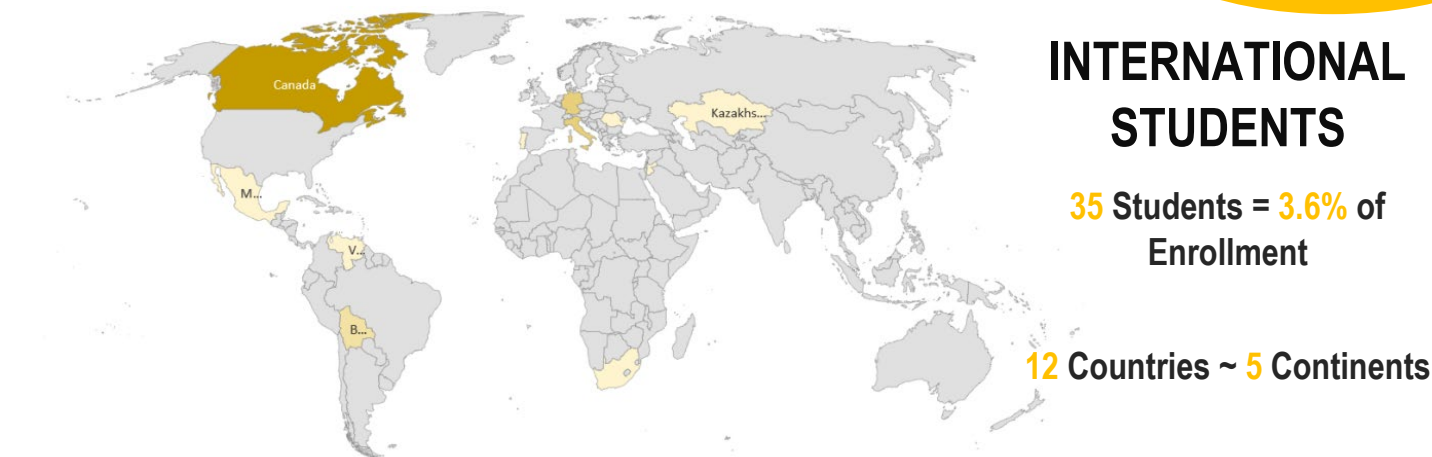 INTERNATIONAL
STUDENTS
35 Students = 3.6% of
Enrollment
12 Countries ~ 5 Continents
Canada
Kazakhs...
M...
V...
B...